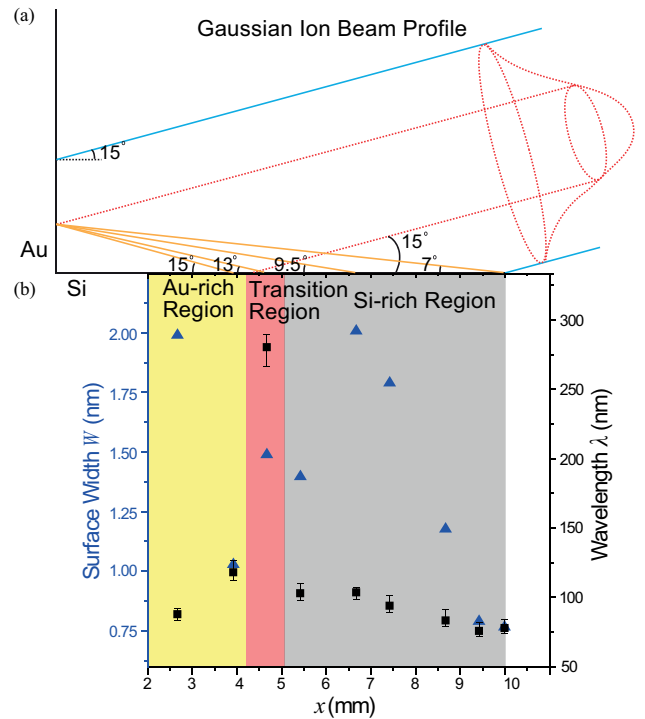 (a)
Gaussian Ion Beam Profile
15°
15°
Au
15° 13° 9.5° 7°
(b)
Si
Au-rich Region
Transition Region
Si-rich Region
Surface Width W (nm)
2.00
1.75
1.50
1.25
1.00
0.75
Wavelength λ (nm)
300
250
200
150
100
50
2 3 4 5 6 7 8 9 10
x (mm)